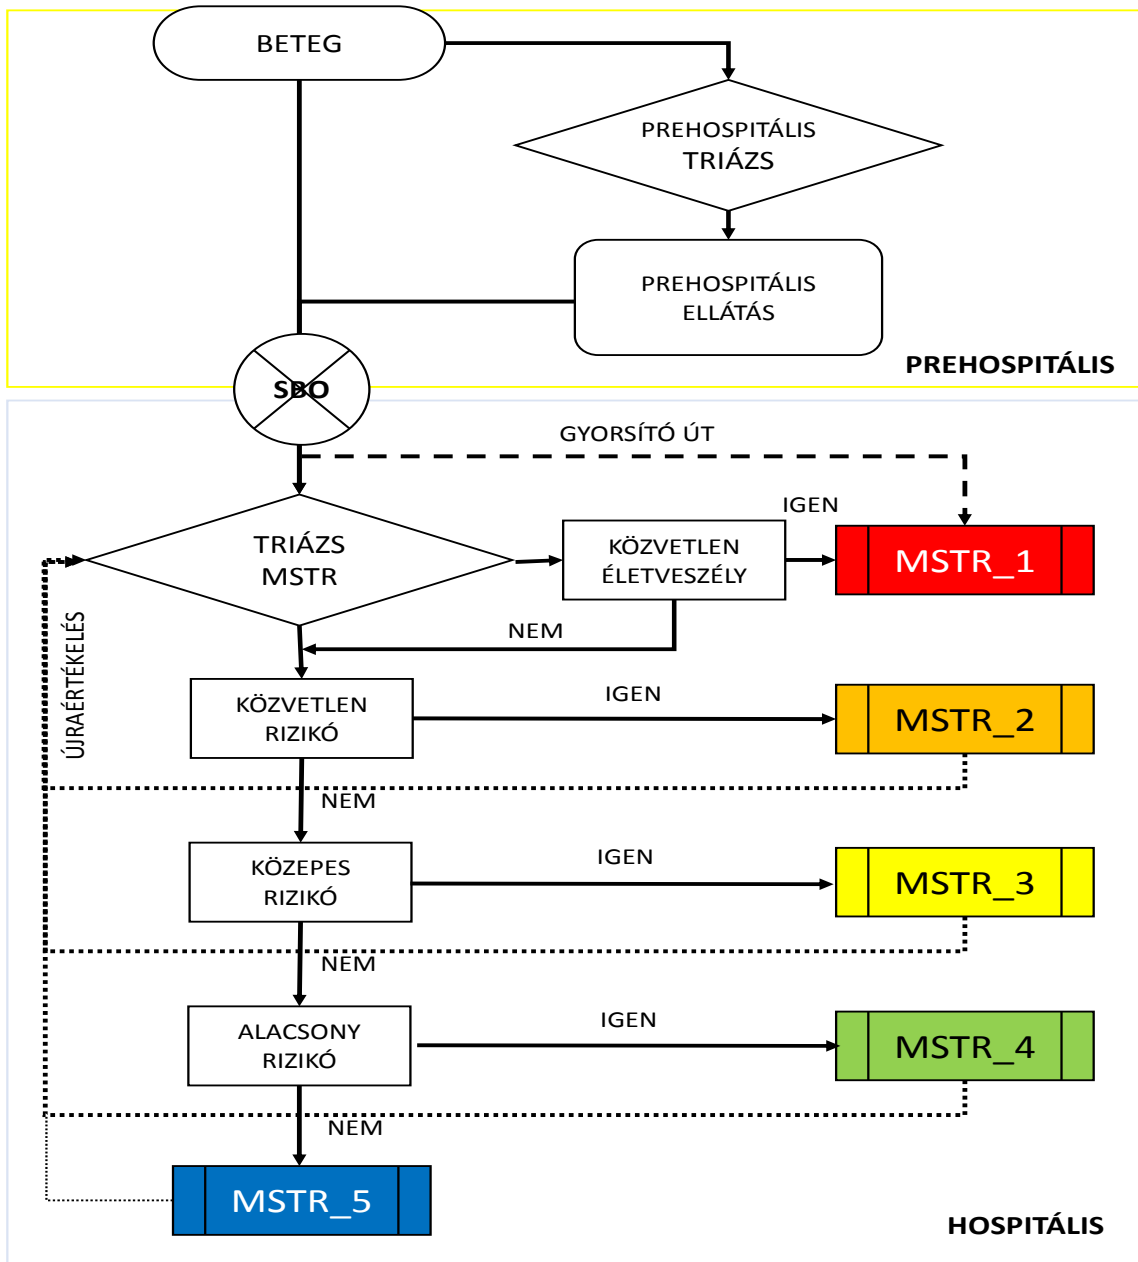 BETEG
PREHOSPITÁLIS
TRIÁZS
PREHOSPITÁLIS
ELLÁTÁS
PREHOSPITÁLIS
SBO
GYORSÍTÓ ÚT
IGEN
TRIÁZS
MSTR
KÖZVETLEN
ÉLETVESZÉLY
MSTR_1
NEM
ÚJRAÉRTÉKELÉS
KÖZVETLEN
RIZIKÓ
IGEN
MSTR_2
NEM
KÖZEPES
RIZIKÓ
IGEN
MSTR_3
NEM
ALACSONY
RIZIKÓ
IGEN
MSTR_4
NEM
MSTR_5
HOSPITÁLIS